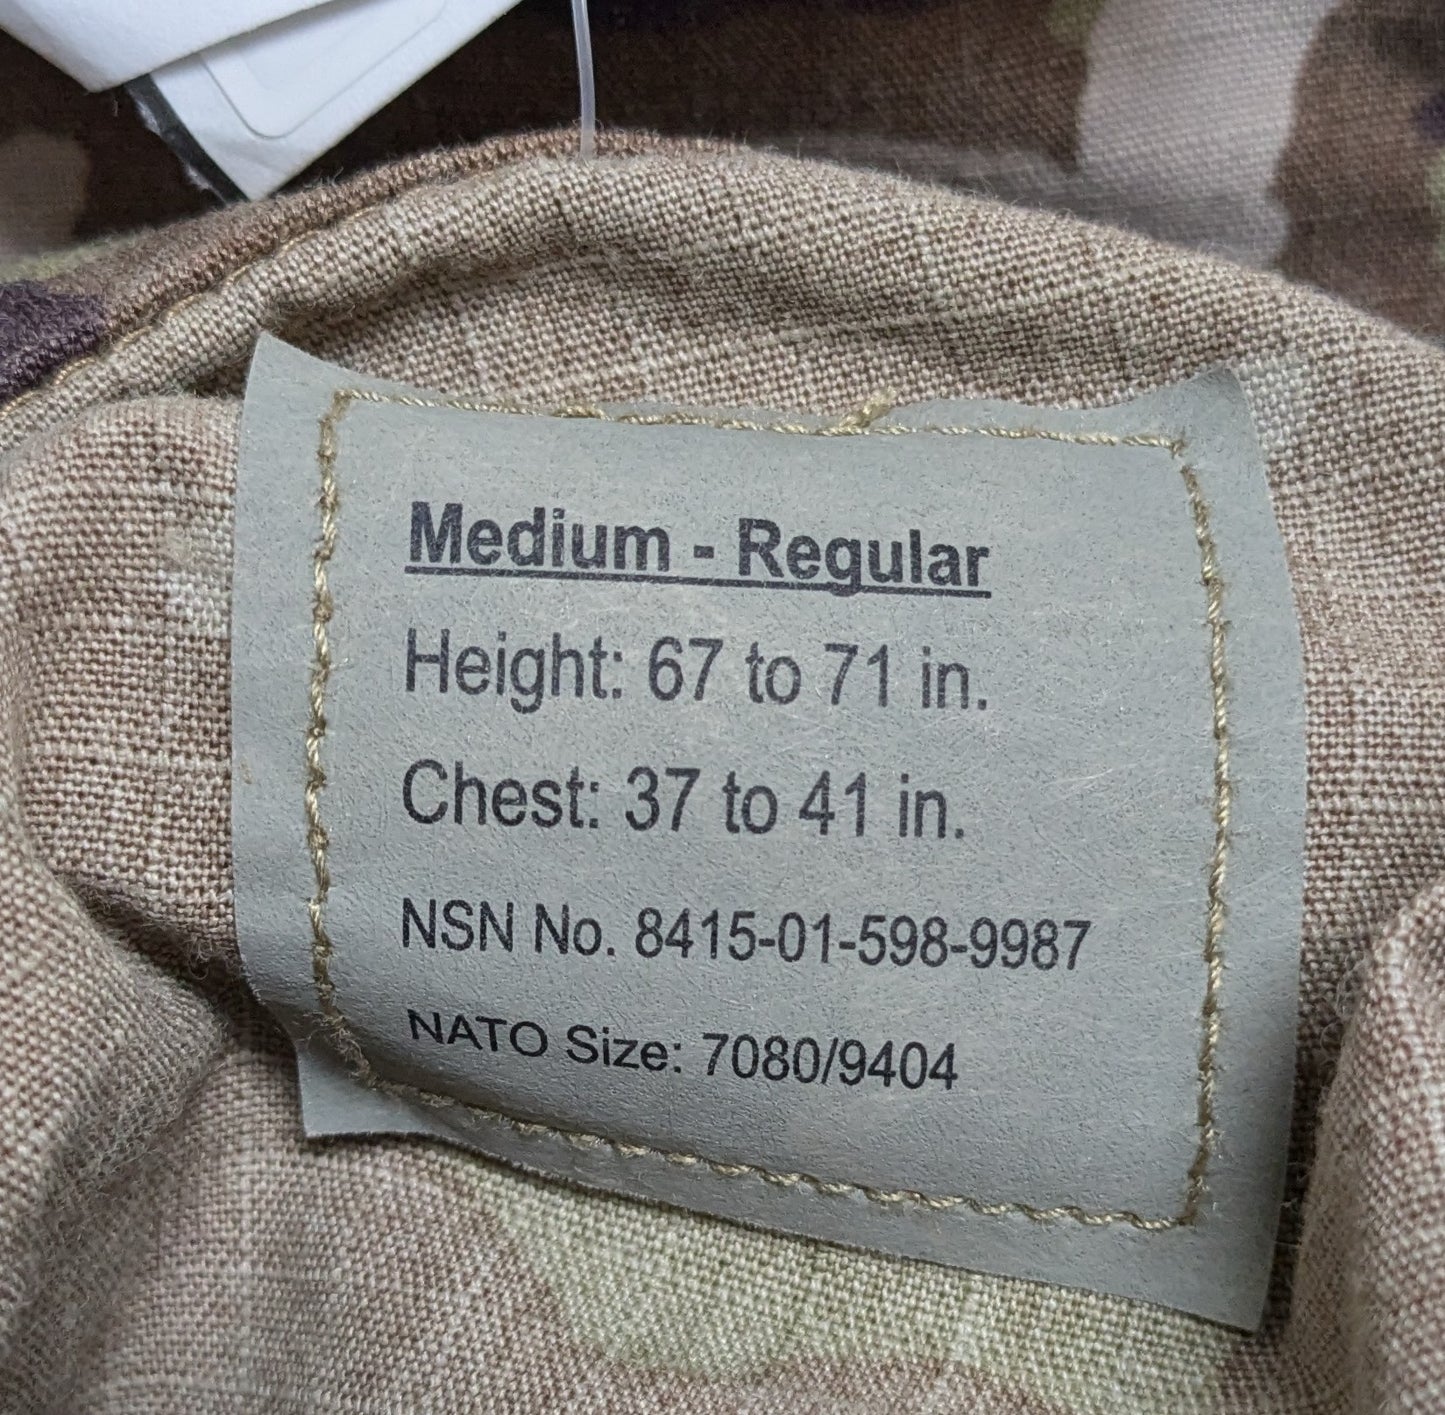 Medium - Regular
Height: 67 to 71 in.
Chest: 37 to 41 in.
NSN No. 8415-01-598-9987
NATO Size: 7080/9404